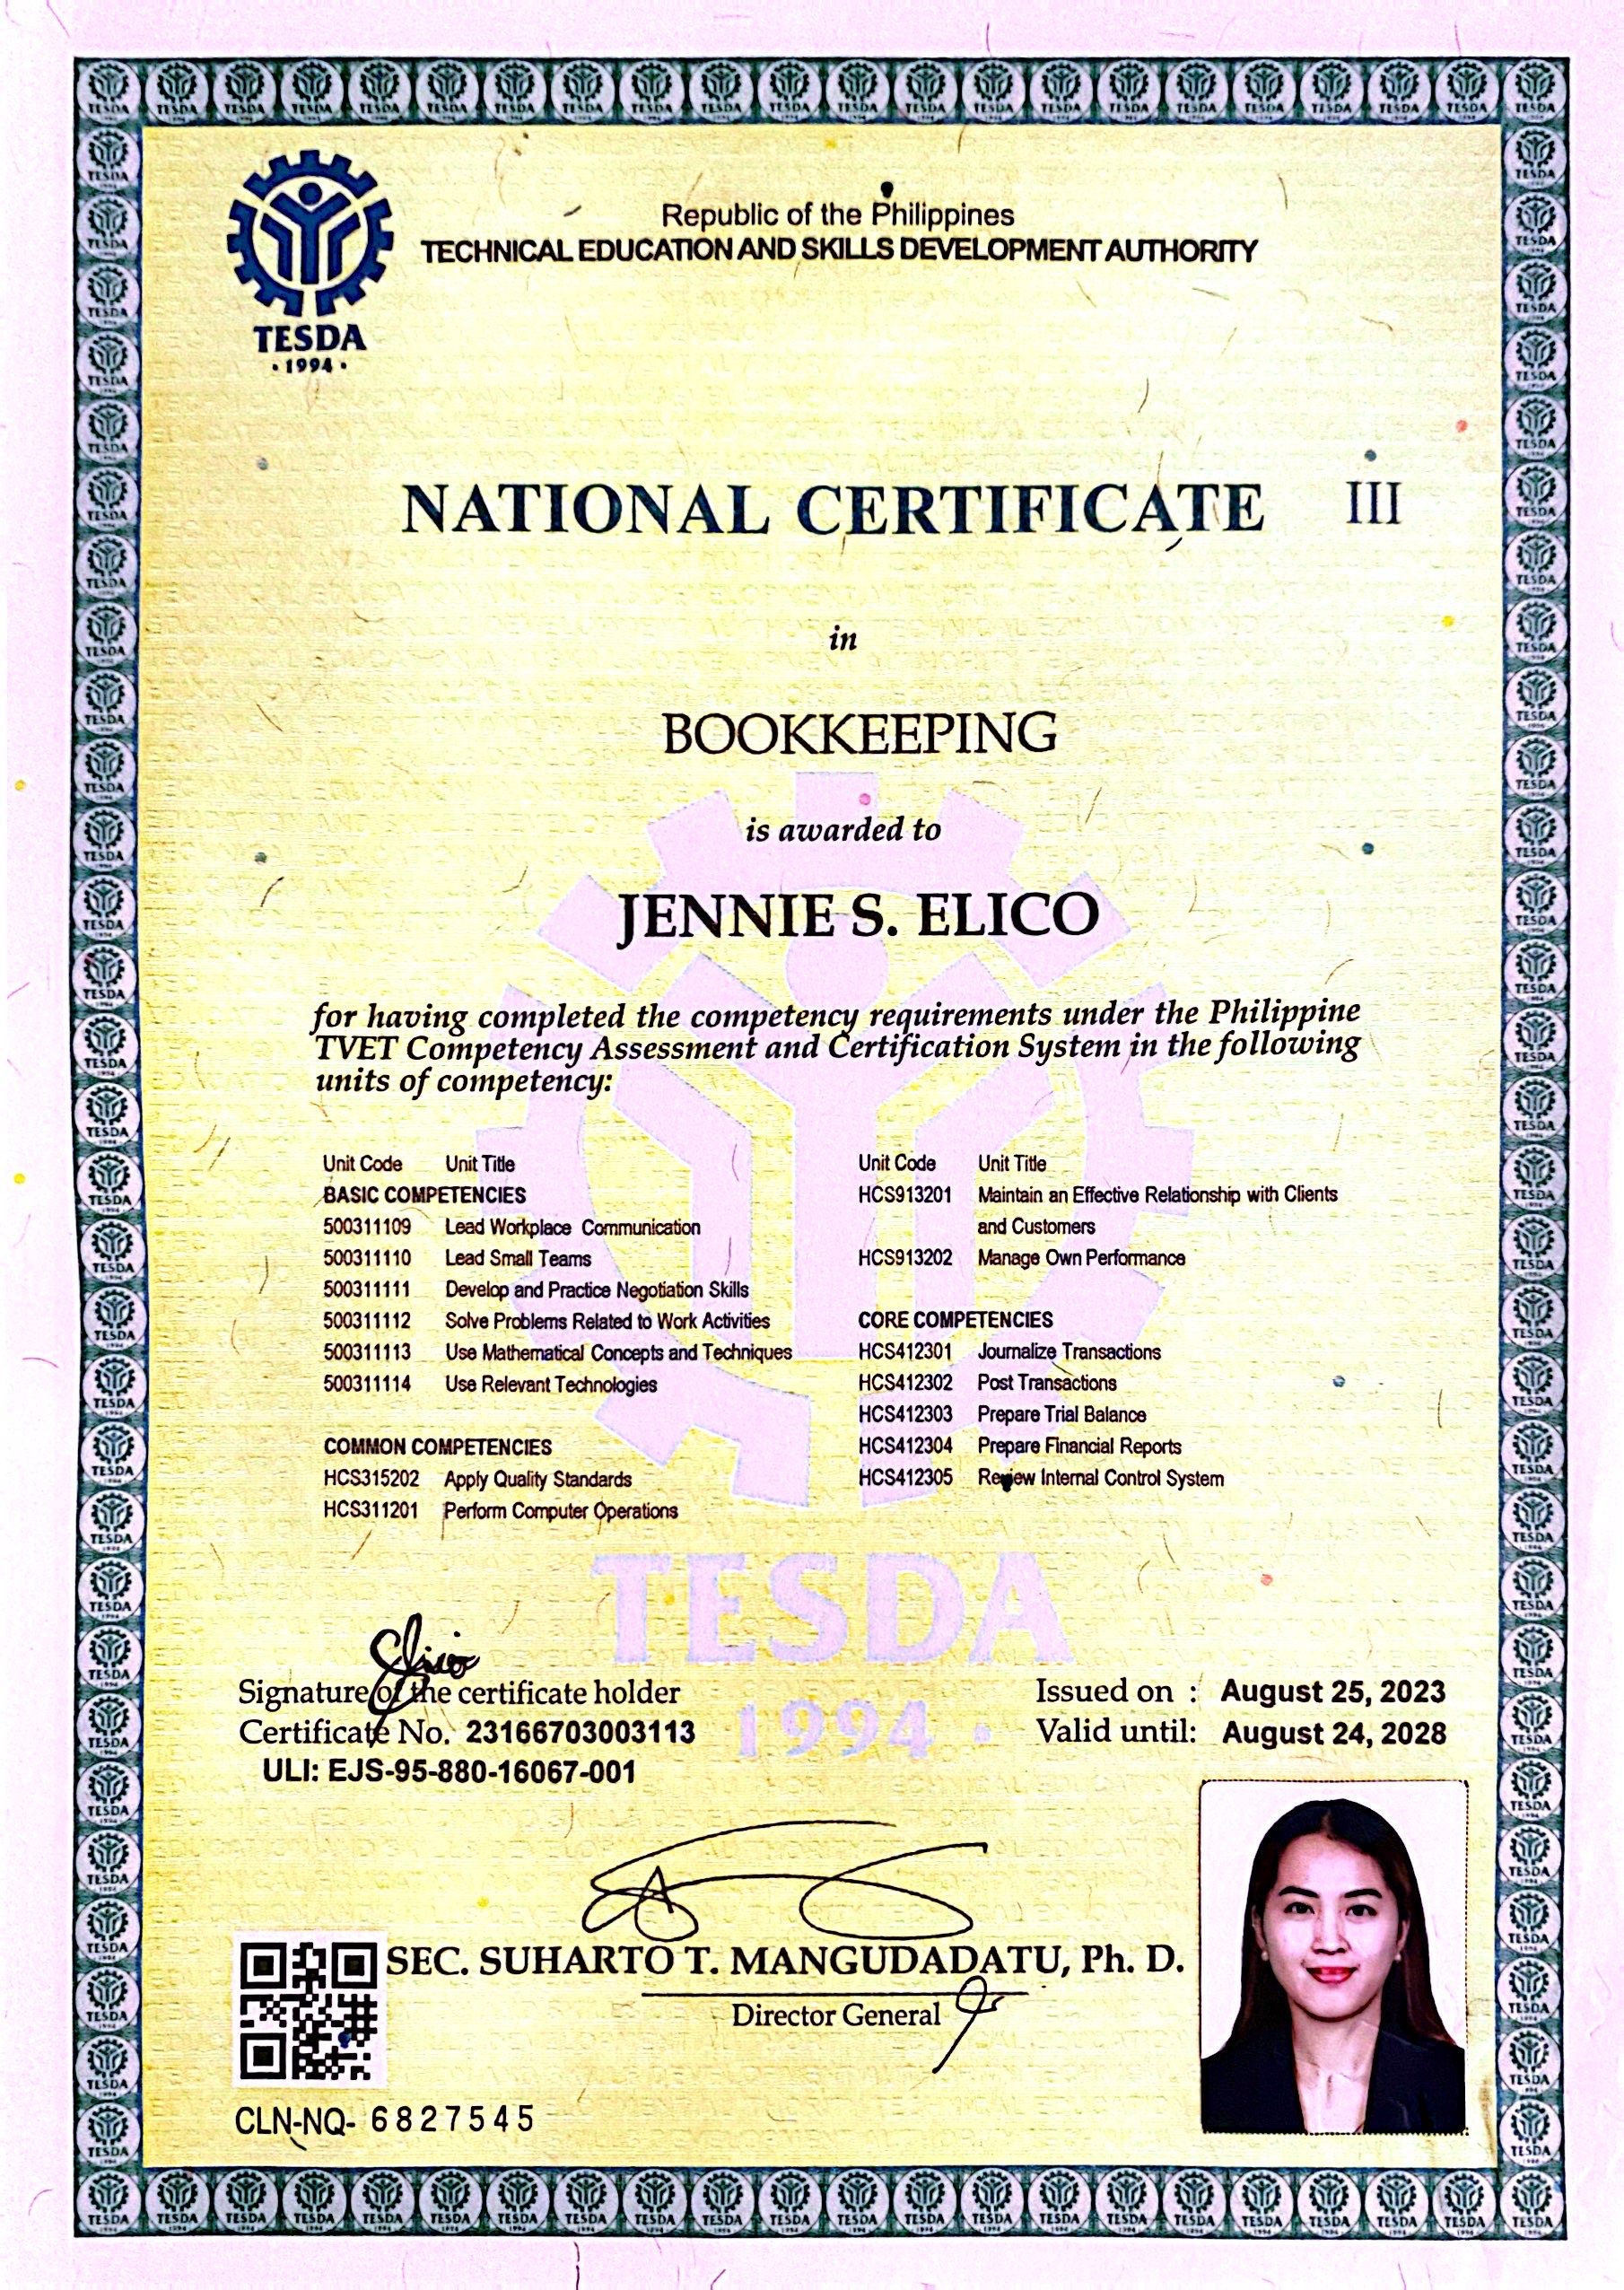 TESDA
• 1994 •
Republic of the Philippines
TECHNICAL EDUCATION AND SKILLS DEVELOPMENT AUTHORITY
NATIONAL CERTIFICATE III
in
BOOKKEEPING
is awarded to
JENNIE S. ELICO
for having completed the competency requirements under the Philippine
TVET Competency Assessment and Certification System in the following
units of competency:
Unit Code Unit Title
BASIC COMPETENCIES
500311109 Lead Workplace Communication
500311110 Lead Small Teams
500311111 Develop and Practice Negotiation Skills
500311112 Solve Problems Related to Work Activities
500311113 Use Mathematical Concepts and Techniques
500311114 Use Relevant Technologies
COMMON COMPETENCIES
HCS315202 Apply Quality Standards
HCS311201 Perform Computer Operations
Unit Code Unit Title
HCS913201 Maintain an Effective Relationship with Clients
and Customers
HCS913202 Manage Own Performance
CORE COMPETENCIES
HCS412301 Journalize Transactions
HCS412302 Post Transactions
HCS412303 Prepare Trial Balance
HCS412304 Prepare Financial Reports
HCS412305 Review Internal Control System
TESDA
1994 •
Elico
Signature of the certificate holder
Certificate No. 23166703003113
ULI: EJS-95-880-16067-001
Issued on : August 25, 2023
Valid until: August 24, 2028
SEC. SUHARTO T. MANGUDADATU, Ph. D.
Director General
CLN-NQ- 6827545